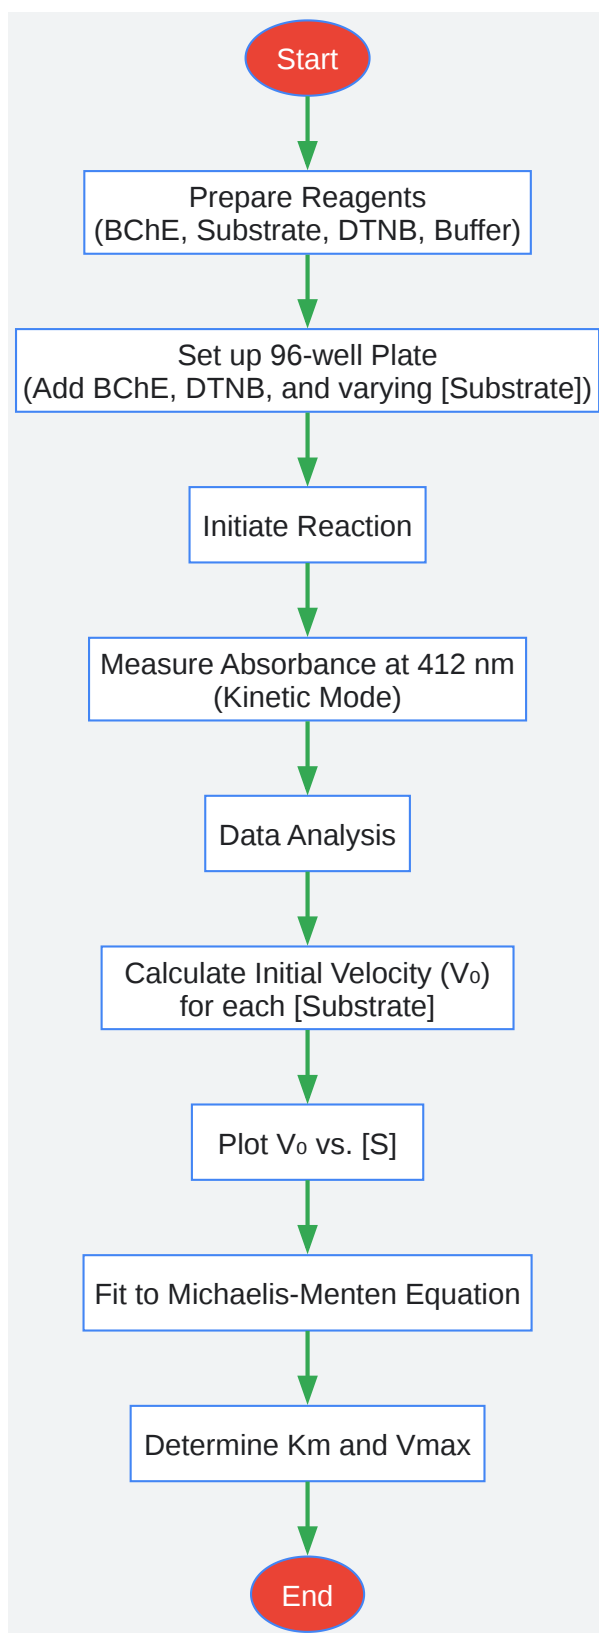 Start
Prepare Reagents
(BChE, Substrate, DTNB, Buffer)
Set up 96-well Plate
(Add BChE, DTNB, and varying [Substrate])
Initiate Reaction
Measure Absorbance at 412 nm
(Kinetic Mode)
Data Analysis
Calculate Initial Velocity (V₀)
for each [Substrate]
Plot V₀ vs. [S]
Fit to Michaelis-Menten Equation
Determine Km and Vmax
End